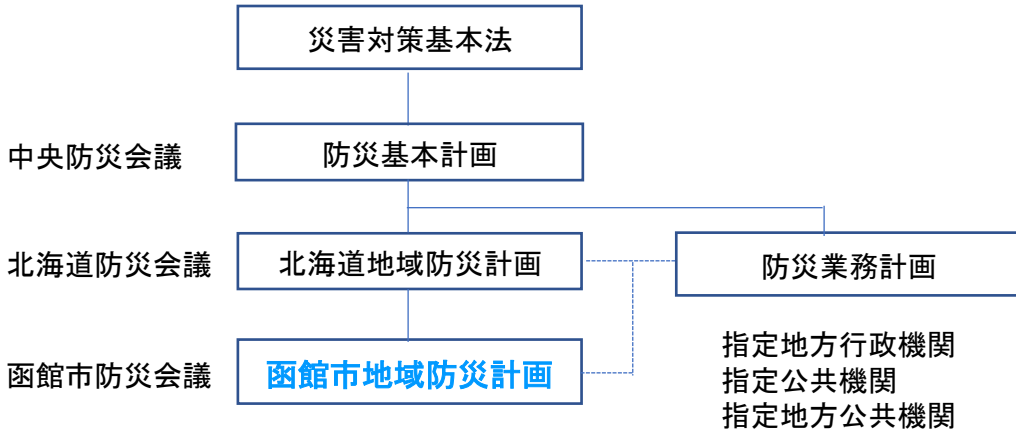 災害対策基本法
中央防災会議
防災基本計画
北海道防災会議
北海道地域防災計画
防災業務計画
函館市防災会議
函館市地域防災計画
指定地方行政機関
指定公共機関
指定地方公共機関